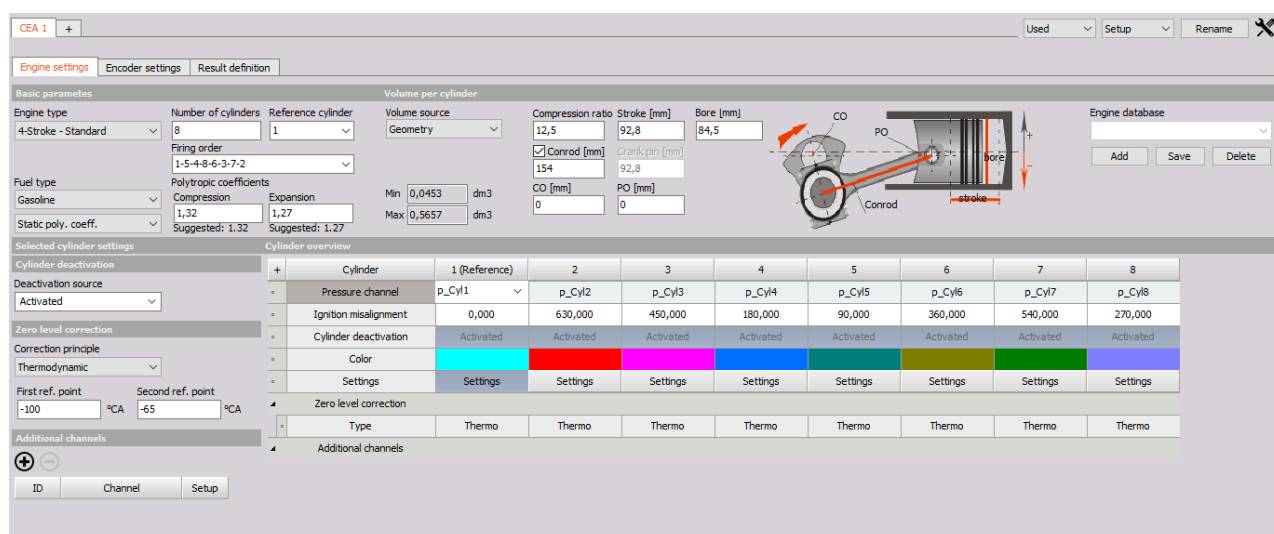 CEA 1 + Used Setup Rename
Engine settings Encoder settings Result definition
Basic parametes Volume per cylinder
Engine type Number of cylinders Reference cylinder Volume source Compression ratio Stroke [mm] Bore [mm] Engine database
4-Stroke - Standard 8 1 Geometry 12,5 92,8 84,5
Firing order Conrod [mm] Crank pin [mm] Add Save Delete
1-5-4-8-6-3-7-2 154 92,8
Fuel type Polytropic coefficients CO [mm] PO [mm]
Gasoline Compression Expansion Min 0,0453 dm3 0 0
Static poly. coeff. 1,32 1,27 Max 0,5657 dm3
Suggested: 1.32 Suggested: 1.27
CO
PO
+
bore
-
Conrod
stroke
Selected cylinder settings Cylinder overview
Cylinder deactivation
Deactivation source
Activated
Zero level correction
Correction principle
Thermodynamic
First ref. point Second ref. point
-100 ºCA -65 ºCA
Additional channels
ID Channel Setup
+ Cylinder 1 (Reference) 2 3 4 5 6 7 8
Pressure channel p_Cyl1 p_Cyl2 p_Cyl3 p_Cyl4 p_Cyl5 p_Cyl6 p_Cyl7 p_Cyl8
Ignition misalignment 0,000 630,000 450,000 180,000 90,000 360,000 540,000 270,000
Cylinder deactivation Activated Activated Activated Activated Activated Activated Activated Activated
Color
Settings Settings Settings Settings Settings Settings Settings Settings Settings
Zero level correction
Type Thermo Thermo Thermo Thermo Thermo Thermo Thermo Thermo
Additional channels